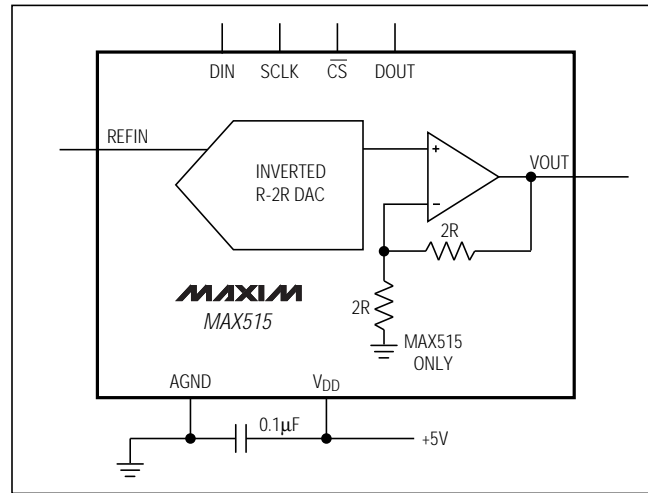 DIN SCLK C̅S̅ DOUT
REFIN
INVERTED
R-2R DAC
+
−
VOUT
2R
MAXIM
MAX515
2R
MAX515
ONLY
AGND VDD
0.1µF
+5V